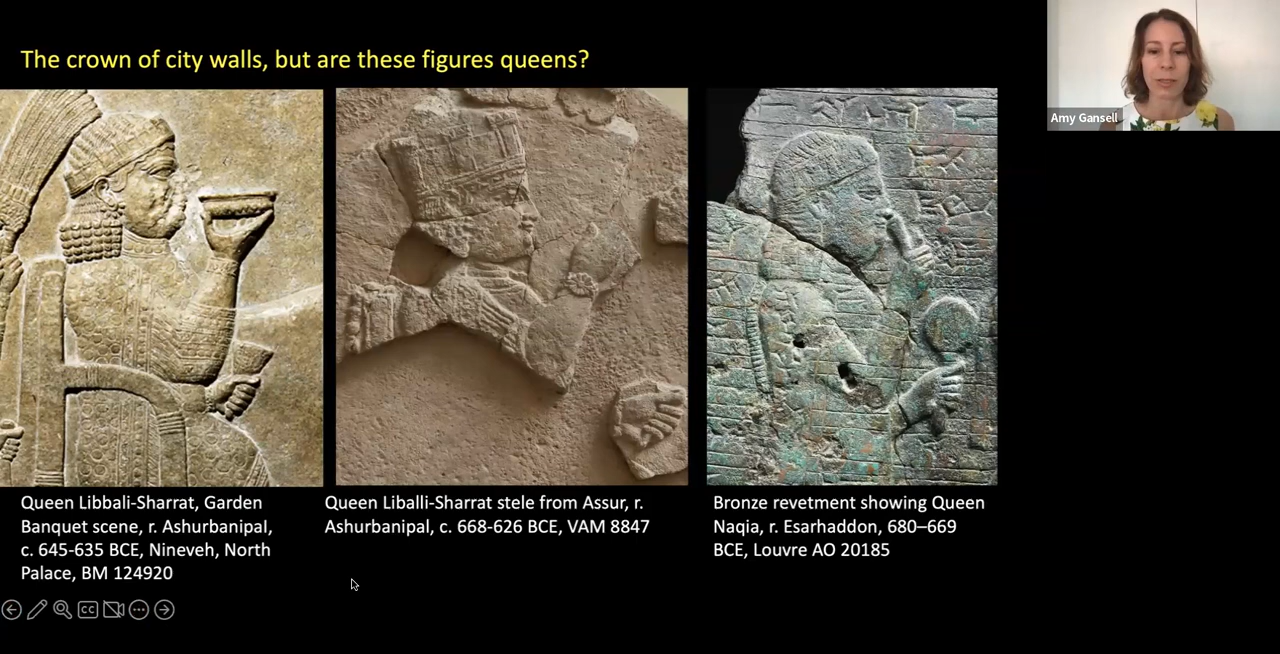 The crown of city walls, but are these figures queens?
Amy Gansell
Queen Libbali-Sharrat, Garden
Banquet scene, r. Ashurbanipal,
c. 645-635 BCE, Nineveh, North
Palace, BM 124920
Queen Liballi-Sharrat stele from Assur, r.
Ashurbanipal, c. 668-626 BCE, VAM 8847
Bronze revetment showing Queen
Naqia, r. Esarhaddon, 680–669
BCE, Louvre AO 20185
CC